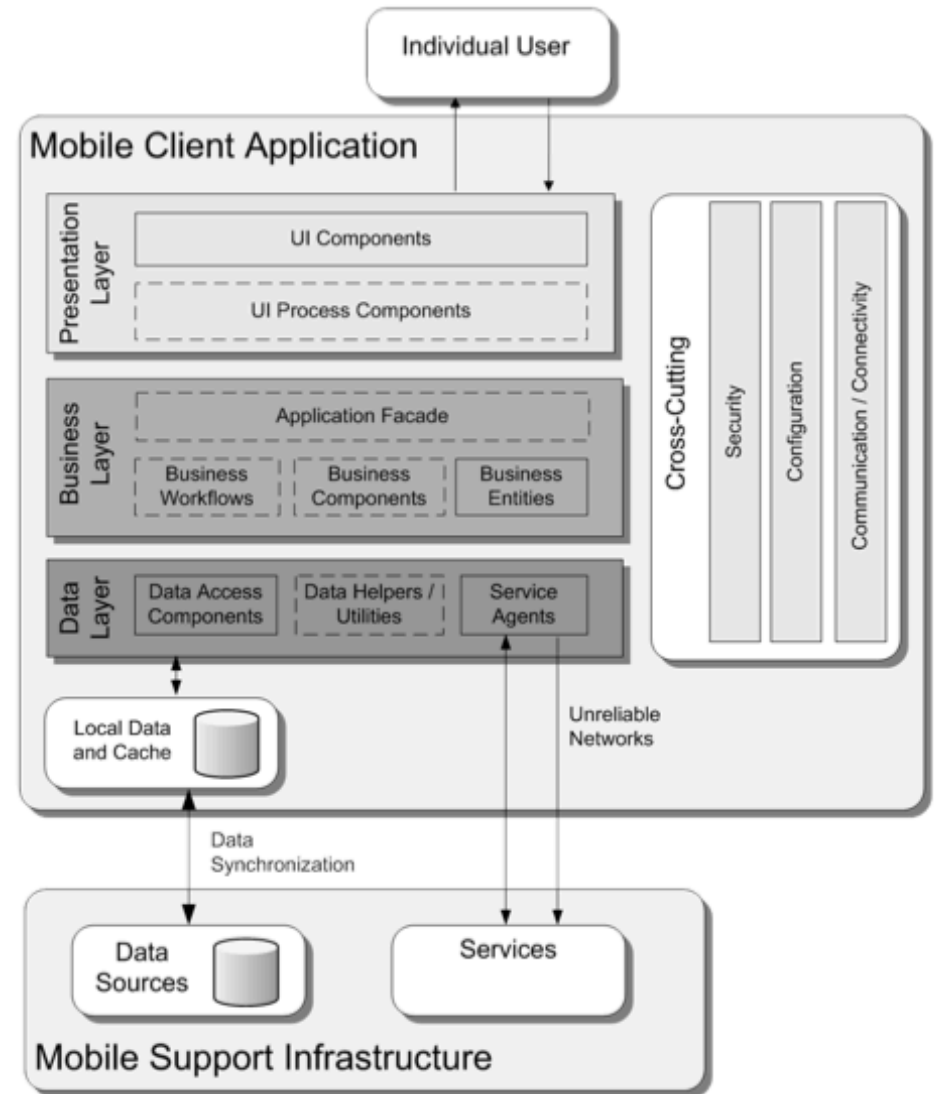 Individual User
Mobile Client Application
Presentation
Layer
UI Components
UI Process Components
Business
Layer
Application Facade
Business
Workflows
Business
Components
Business
Entities
Data
Layer
Data Access
Components
Data Helpers /
Utilities
Service
Agents
Cross-Cutting
Security
Configuration
Communication / Connectivity
Local Data
and Cache
Unreliable
Networks
Data
Synchronization
Data
Sources
Services
Mobile Support Infrastructure